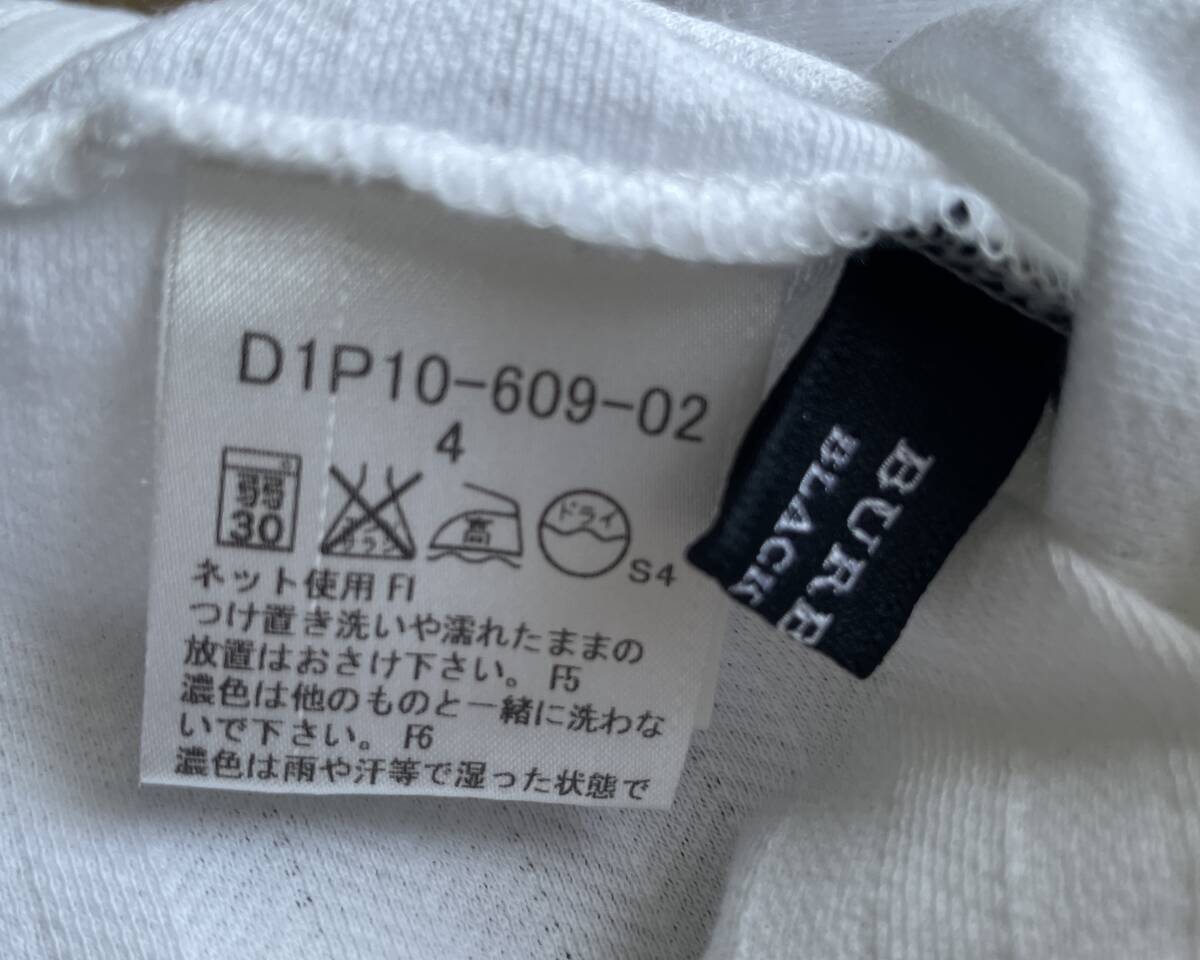 D1P10-609-02
4
弱
30
高
ドライ
S4
ネット使用 F1
つけ置き洗いや濡れたままの
放置はおさけ下さい。 F5
濃色は他のものと一緒に洗わな
いで下さい。 F6
濃色は雨や汗等で湿った状態で
BURB
BLACK